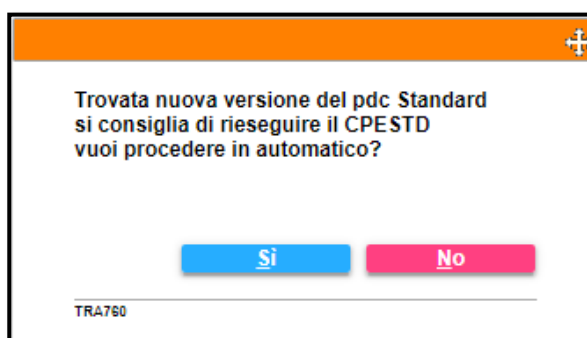 Trovata nuova versione del pdc Standard
si consiglia di rieseguire il CPESTD
vuoi procedere in automatico?
Sì No
TRA760